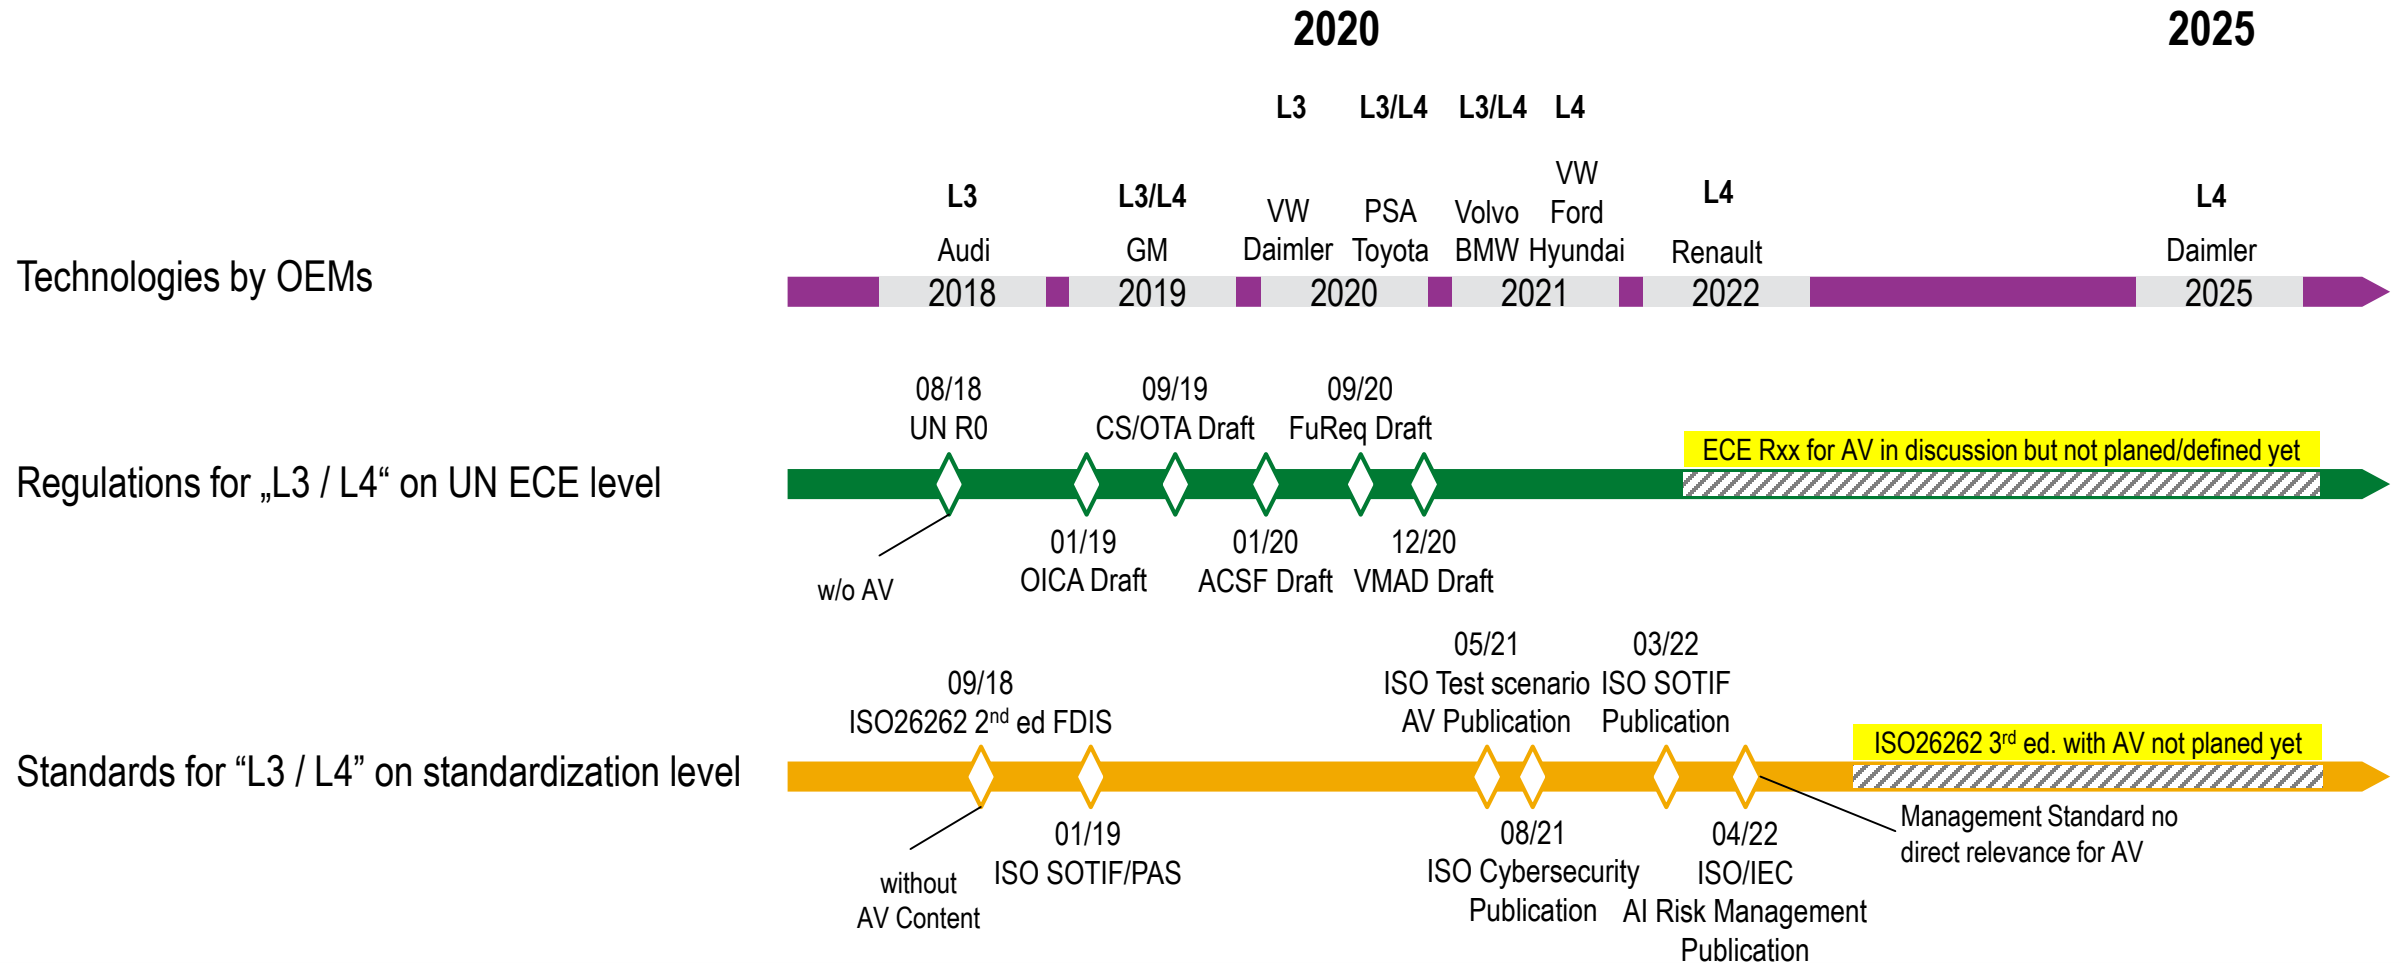 2020
2025
L3
L3/L4
L3/L4
L4
L3
Audi
L3/L4
GM
VW
Daimler
PSA
Toyota
Volvo
BMW
VW
Ford
Hyundai
L4
Renault
L4
Daimler
Technologies by OEMs
2018
2019
2020
2021
2022
2025
08/18
UN R0
09/19
CS/OTA Draft
09/20
FuReq Draft
ECE Rxx for AV in discussion but not planed/defined yet
Regulations for „L3 / L4“ on UN ECE level
w/o AV
01/19
OICA Draft
01/20
ACSF Draft
12/20
VMAD Draft
09/18
ISO26262 2nd ed FDIS
05/21
ISO Test scenario
AV Publication
03/22
ISO SOTIF
Publication
ISO26262 3rd ed. with AV not planed yet
Standards for “L3 / L4” on standardization level
without
AV Content
01/19
ISO SOTIF/PAS
08/21
ISO Cybersecurity
Publication
04/22
ISO/IEC
AI Risk Management
Publication
Management Standard no
direct relevance for AV